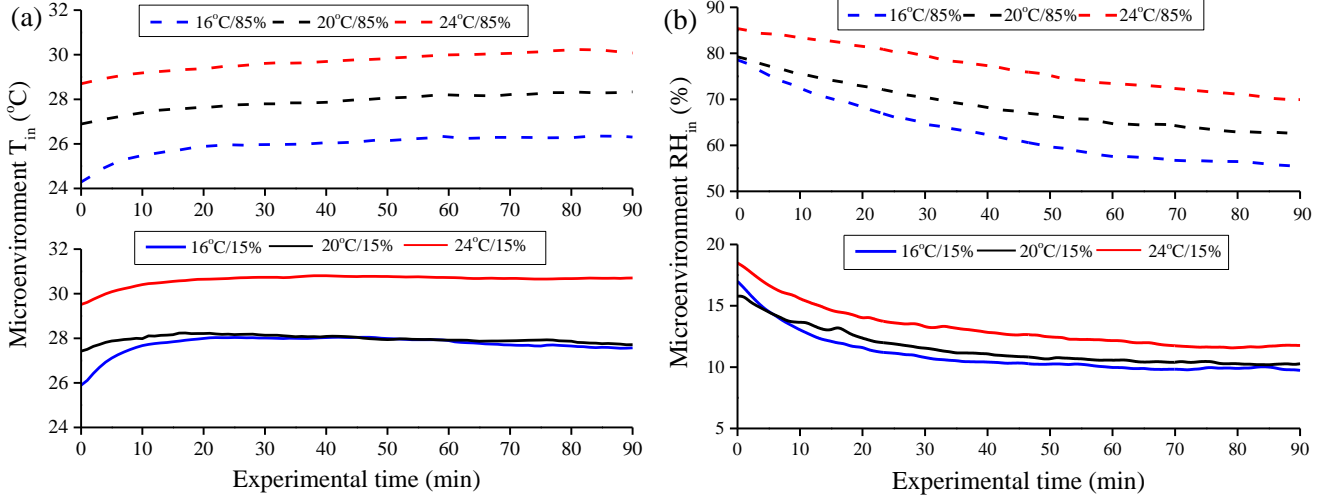 (a)
16°C/85% 20°C/85% 24°C/85%
32
30
28
26
24
0 10 20 30 40 50 60 70 80 90
16°C/15% 20°C/15% 24°C/15%
32
30
28
26
24
0 10 20 30 40 50 60 70 80 90
Microenvironment T_in (°C)
Experimental time (min)
(b)
16°C/85% 20°C/85% 24°C/85%
90
80
70
60
50
0 10 20 30 40 50 60 70 80 90
16°C/15% 20°C/15% 24°C/15%
20
15
10
5
0 10 20 30 40 50 60 70 80 90
Microenvironment RH_in (%)
Experimental time (min)